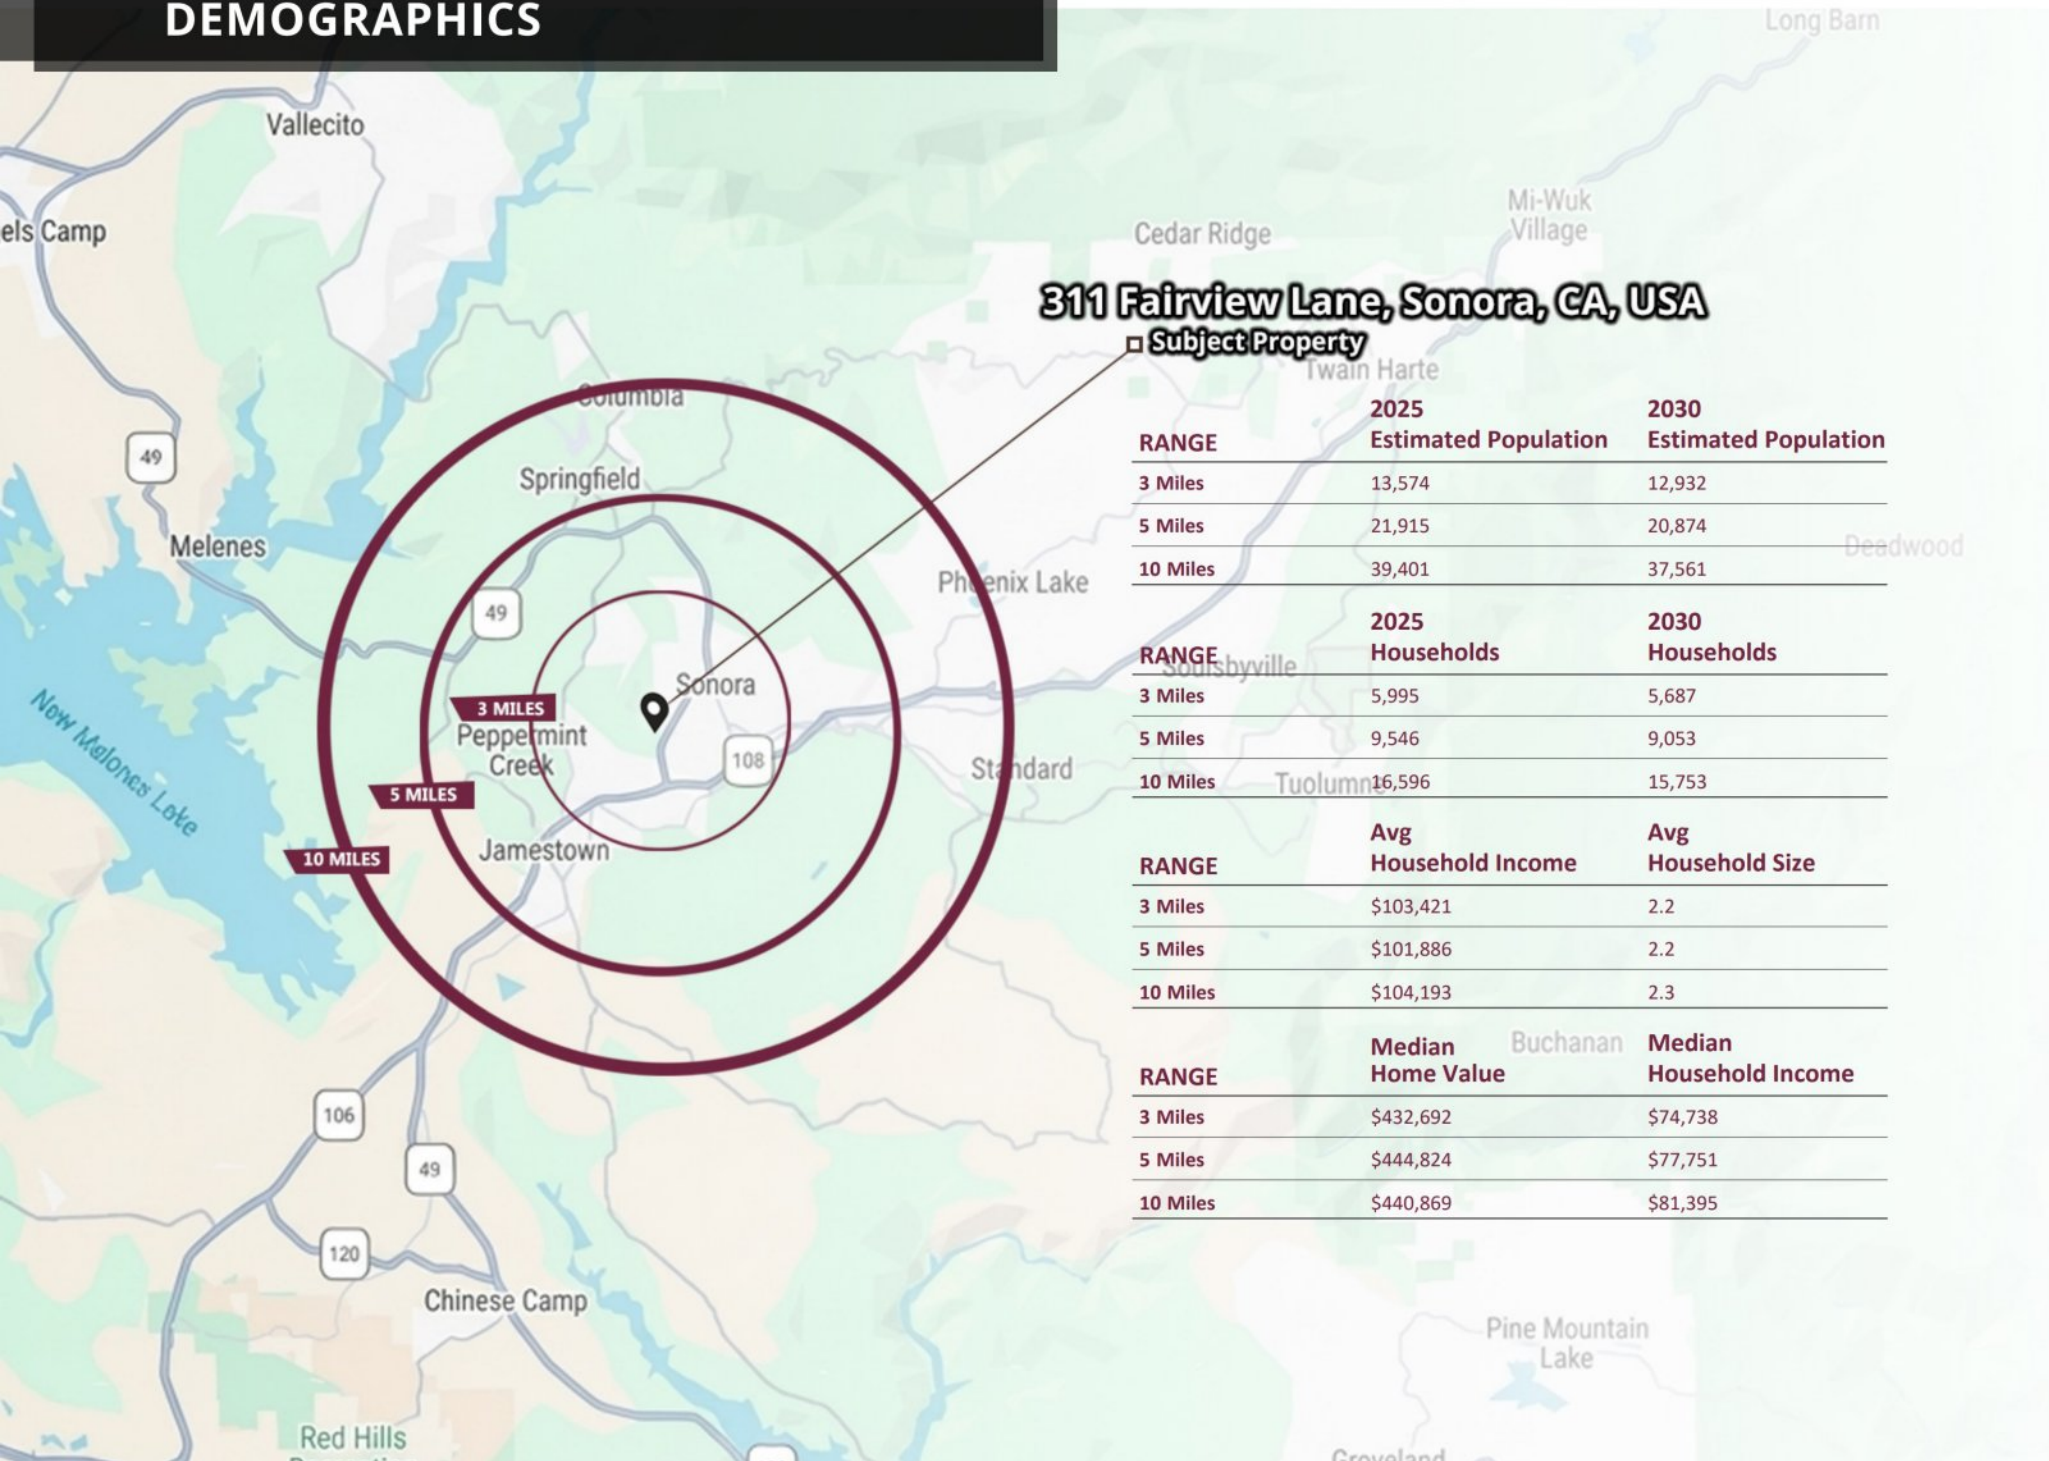 DEMOGRAPHICS
Long Barn
Vallecito
els Camp
Mi-Wuk
Village
Cedar Ridge
311 Fairview Lane, Sonora, CA, USA
Subject Property
Twain Harte
Columbia
49
Springfield
Melenes
Phoenix Lake
Deadwood
49
Sonora
Soulsbyville
3 MILES
Peppermint
Creek
108
Standard
Tuolumne
5 MILES
New Malones Lake
Jamestown
10 MILES
RANGE
2025
Estimated Population
2030
Estimated Population
3 Miles 13,574 12,932
5 Miles 21,915 20,874
10 Miles 39,401 37,561
RANGE
2025
Households
2030
Households
3 Miles 5,995 5,687
5 Miles 9,546 9,053
10 Miles 16,596 15,753
RANGE
Avg
Household Income
Avg
Household Size
3 Miles $103,421 2.2
5 Miles $101,886 2.2
10 Miles $104,193 2.3
RANGE
Median
Home Value
Median
Household Income
3 Miles $432,692 $74,738
5 Miles $444,824 $77,751
10 Miles $440,869 $81,395
Buchanan
106
49
120
Chinese Camp
Pine Mountain
Lake
Red Hills
Groveland